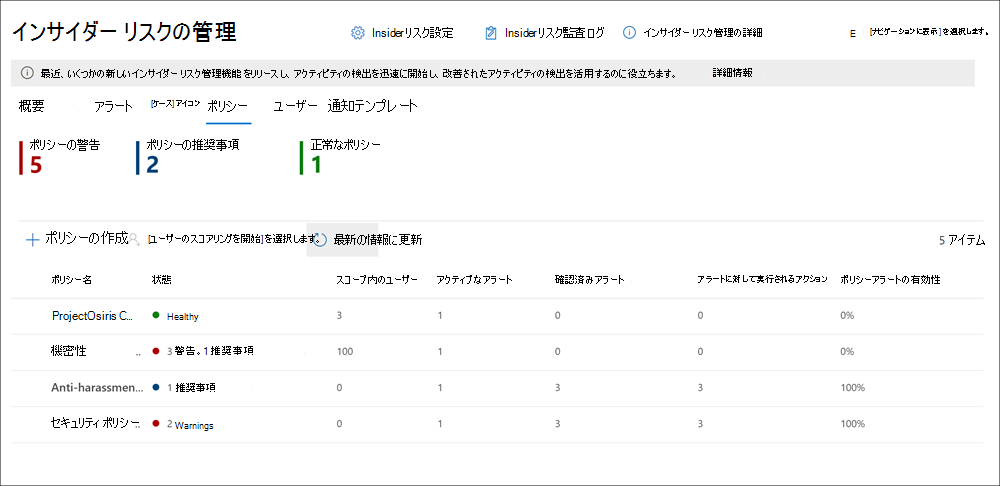 インサイダー リスクの管理
Insiderリスク設定
Insiderリスク監査ログ
インサイダー リスク管理の詳細
E [ナビゲーションに表示]を選択します。
最近、いくつかの新しいインサイダー リスク管理機能 をリリースし、アクティビティの検出を迅速に開始し、改善されたアクティビティの検出を活用するのに役立ちます。 詳細情報
概要 アラート [ケース] アイコン ポリシー ユーザー 通知テンプレート
ポリシーの警告
5
ポリシーの推奨事項
2
正常なポリシー
1
ポリシーの作成 [ユーザーのスコアリングを開始]を選択します。 最新の情報に更新 5 アイテム
ポリシー名 状態 スコープ内のユーザー アクティブなアラート 確認済みアラート アラートに対して実行されるアクション ポリシーアラートの有効性
ProjectOsiris C... Healthy 3 1 0 0 0%
機密性 .. 3 警告。1 推奨事項 100 1 0 0 0%
Anti-harassmen... 1 推奨事項 0 1 3 3 100%
セキュリティ ポリシー.. 2 Warnings 0 1 3 3 100%